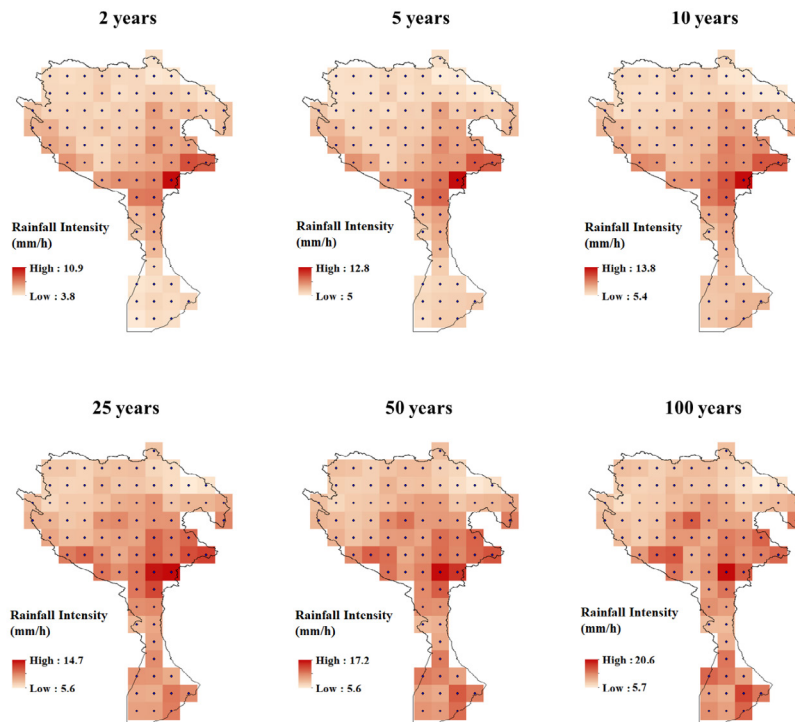 2 years
5 years
10 years
Rainfall Intensity
(mm/h)
High : 10.9
Low : 3.8
Rainfall Intensity
(mm/h)
High : 12.8
Low : 5
Rainfall Intensity
(mm/h)
High : 13.8
Low : 5.4
25 years
50 years
100 years
Rainfall Intensity
(mm/h)
High : 14.7
Low : 5.6
Rainfall Intensity
(mm/h)
High : 17.2
Low : 5.6
Rainfall Intensity
(mm/h)
High : 20.6
Low : 5.7